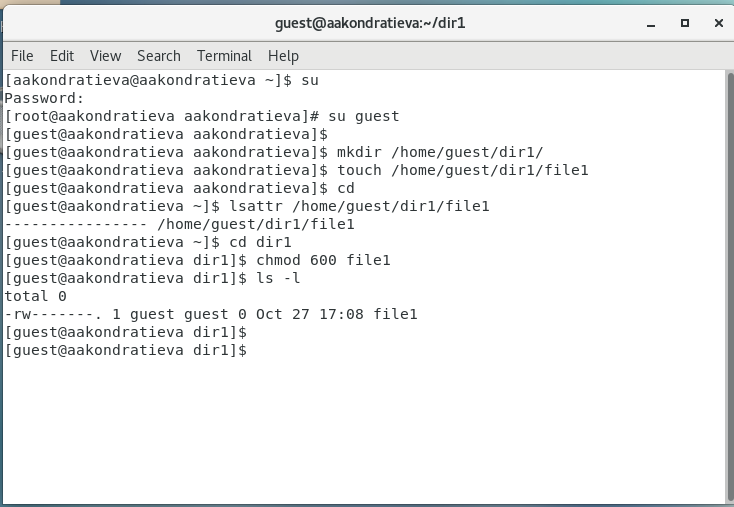 guest@aakondratieva:~/dir1
File Edit View Search Terminal Help
[aakondratieva@aakondratieva ~]$ su
Password:
[root@aakondratieva aakondratieva]# su guest
[guest@aakondratieva aakondratieva]$
[guest@aakondratieva aakondratieva]$ mkdir /home/guest/dir1/
[guest@aakondratieva aakondratieva]$ touch /home/guest/dir1/file1
[guest@aakondratieva aakondratieva]$ cd
[guest@aakondratieva ~]$ lsattr /home/guest/dir1/file1
---------------- /home/guest/dir1/file1
[guest@aakondratieva ~]$ cd dir1
[guest@aakondratieva dir1]$ chmod 600 file1
[guest@aakondratieva dir1]$ ls -l
total 0
-rw-------. 1 guest guest 0 Oct 27 17:08 file1
[guest@aakondratieva dir1]$
[guest@aakondratieva dir1]$